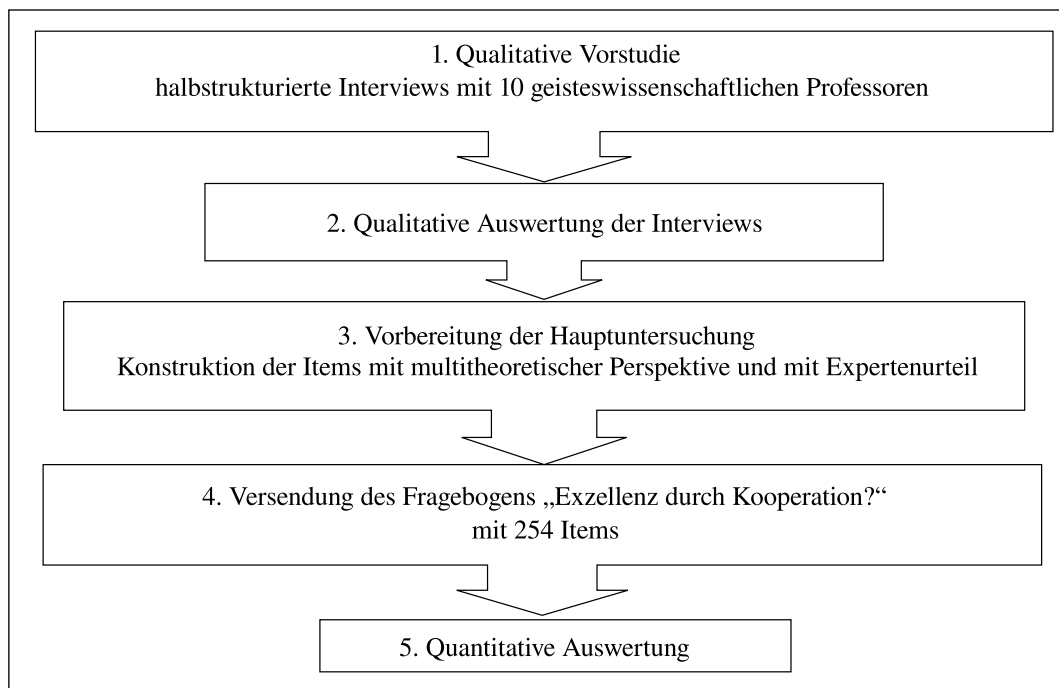 1. Qualitative Vorstudie
halbstrukturierte Interviews mit 10 geisteswissenschaftlichen Professoren
2. Qualitative Auswertung der Interviews
3. Vorbereitung der Hauptuntersuchung
Konstruktion der Items mit multitheoretischer Perspektive und mit Expertenurteil
4. Versendung des Fragebogens „Exzellenz durch Kooperation?“
mit 254 Items
5. Quantitative Auswertung